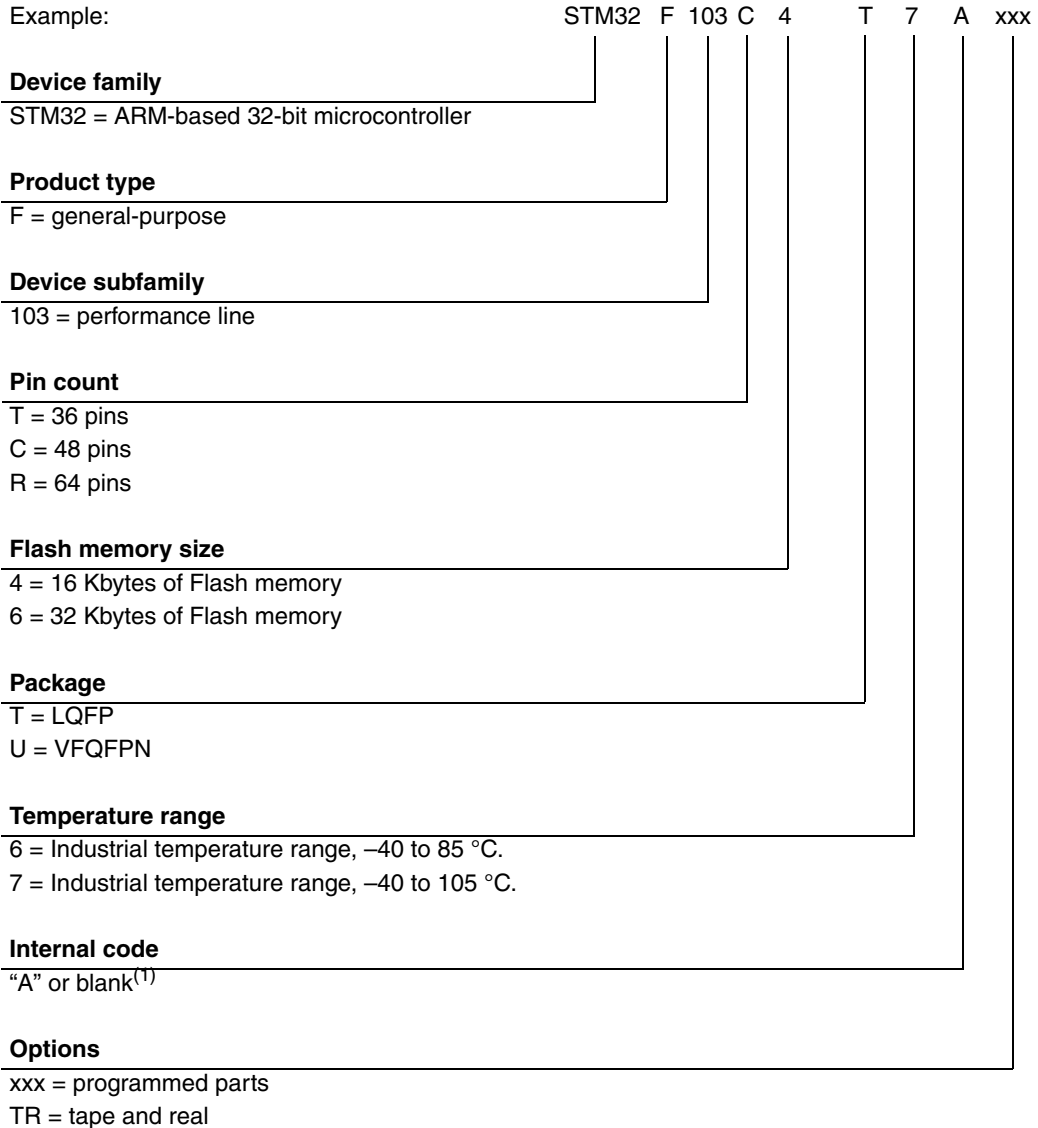 Example: STM32 F 103 C 4 T 7 A xxx
Device family
STM32 = ARM-based 32-bit microcontroller
Product type
F = general-purpose
Device subfamily
103 = performance line
Pin count
T = 36 pins
C = 48 pins
R = 64 pins
Flash memory size
4 = 16 Kbytes of Flash memory
6 = 32 Kbytes of Flash memory
Package
T = LQFP
U = VFQFPN
Temperature range
6 = Industrial temperature range, –40 to 85 °C.
7 = Industrial temperature range, –40 to 105 °C.
Internal code
“A” or blank(1)
Options
xxx = programmed parts
TR = tape and real